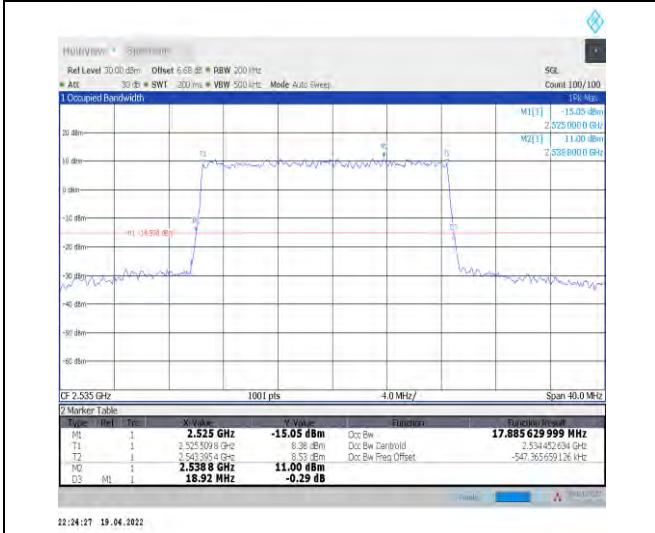 MultiView Spectrum
Ref Level 30.00 dBm Offset 6.68 dB RBW 200 kHz SGL
Att 30 dB SWT 200 ms VBW 500 kHz Mode Auto Sweep Count 100/100
1 Occupied Bandwidth 1Pk Max
M1[1] -15.05 dBm
2.5250000 GHz
20 dBm M2[1] 11.00 dBm
2.5388000 GHz
10 dBm T1 M2 T2
0 dBm
-10 dBm
M1
D3
-20 dBm
-30 dBm
-40 dBm
-50 dBm
-60 dBm
CF 2.535 GHz 1001 pts 4.0 MHz/ Span 40.0 MHz
2 Marker Table
Type Ref Trc X-Value Y-Value Function Function Result
M1 1 2.525 GHz -15.05 dBm Occ Bw 17.885 629 999 MHz
T1 1 2.525509 8 GHz 8.38 dBm Occ Bw Centroid 2.534 452 634 GHz
T2 1 2.543 395 4 GHz 8.53 dBm Occ Bw Freq Offset -547.365 659 126 kHz
M2 1 2.538 8 GHz 11.00 dBm
D3 M1 1 18.92 MHz -0.29 dB
22:24:27 19.04.2022